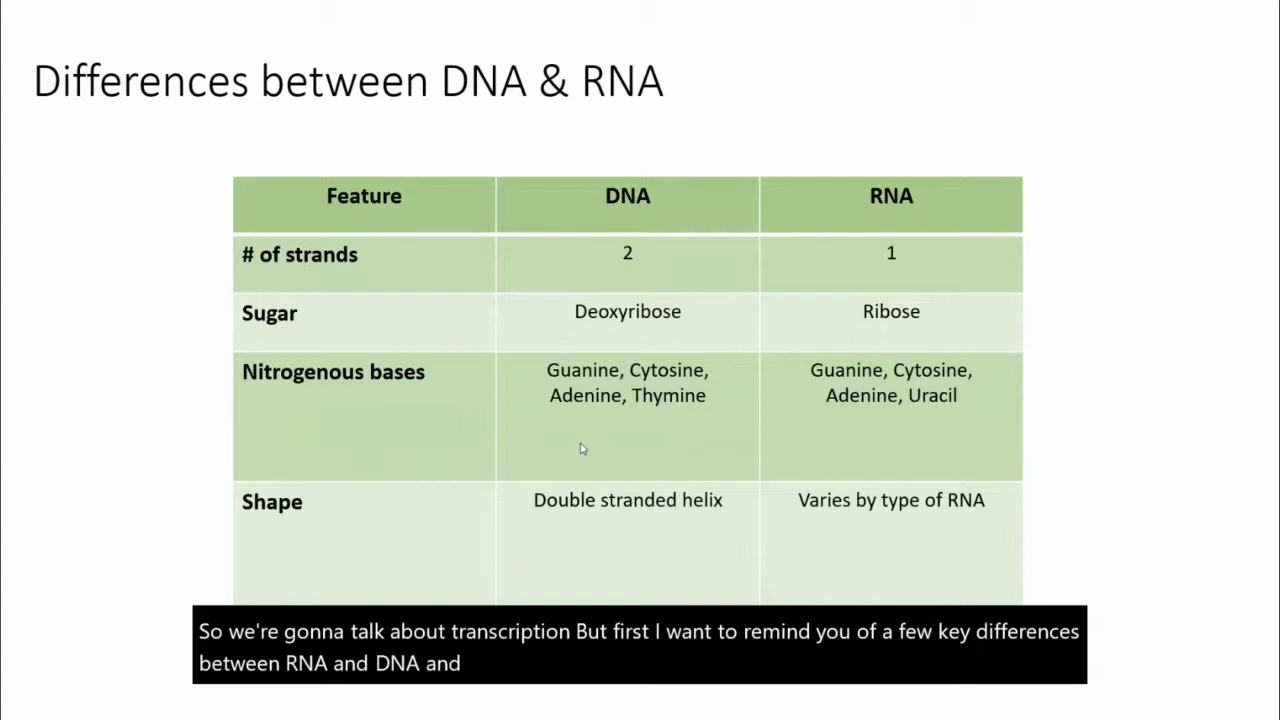 Differences between DNA & RNA
Feature DNA RNA
# of strands 2 1
Sugar Deoxyribose Ribose
Nitrogenous bases Guanine, Cytosine, Guanine, Cytosine,
Adenine, Thymine Adenine, Uracil
Shape Double stranded helix Varies by type of RNA
So we're gonna talk about transcription But first I want to remind you of a few key differences
between RNA and DNA and